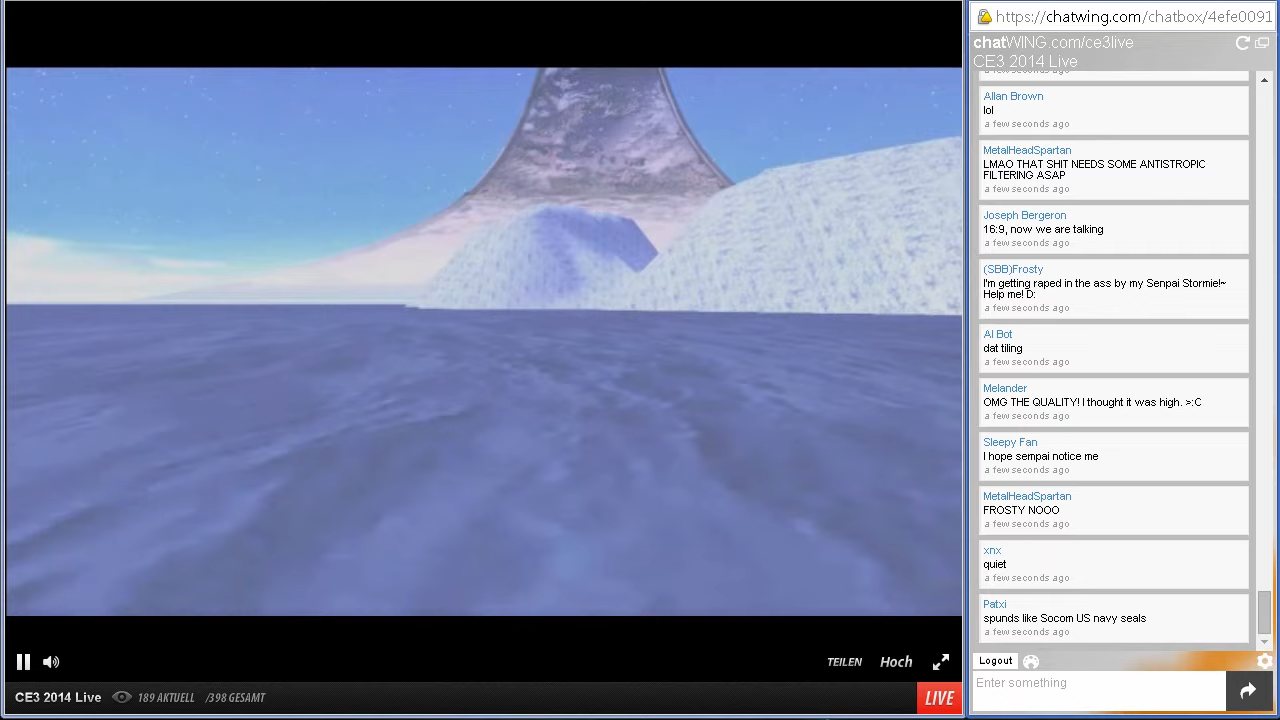 https://chatwing.com/chatbox/4efe0091
chatWING.com/ce3live
CE3 2014 Live
a few seconds ago
Allan Brown
lol
a few seconds ago
MetalHeadSpartan
LMAO THAT SHIT NEEDS SOME ANTISTROPIC
FILTERING ASAP
a few seconds ago
Joseph Bergeron
16:9, now we are talking
a few seconds ago
(SBB)Frosty
I'm getting raped in the ass by my Senpai Stormie!~
Help me! D.
a few seconds ago
Al Bot
dat tiling
a few seconds ago
Melander
OMG THE QUALITY! I thought it was high. >:C
a few seconds ago
Sleepy Fan
I hope sempai notice me
a few seconds ago
MetalHeadSpartan
FROSTY NOOO
a few seconds ago
xnx
quiet
a few seconds ago
Patxi
spunds like Socom US navy seals
a few seconds ago
Logout
Enter something
TEILEN Hoch
CE3 2014 Live 189 AKTUELL /398 GESAMT LIVE